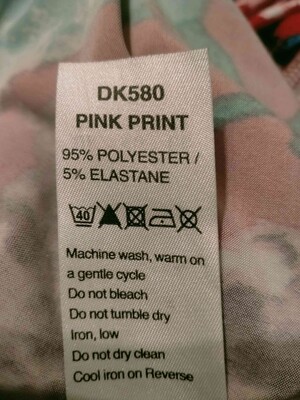 DK580
PINK PRINT
95% POLYESTER /
5% ELASTANE
40
Machine wash, warm on
a gentle cycle
Do not bleach
Do not tumble dry
Iron, low
Do not dry clean
Cool iron on Reverse